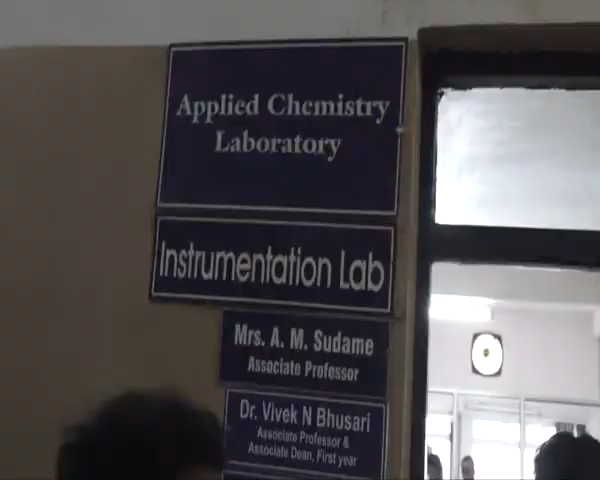 Applied Chemistry
Laboratory
Instrumentation Lab
Mrs. A. M. Sudame
Associate Professor
Dr. Vivek N Bhusari
Associate Professor &
Associate Dean, First year